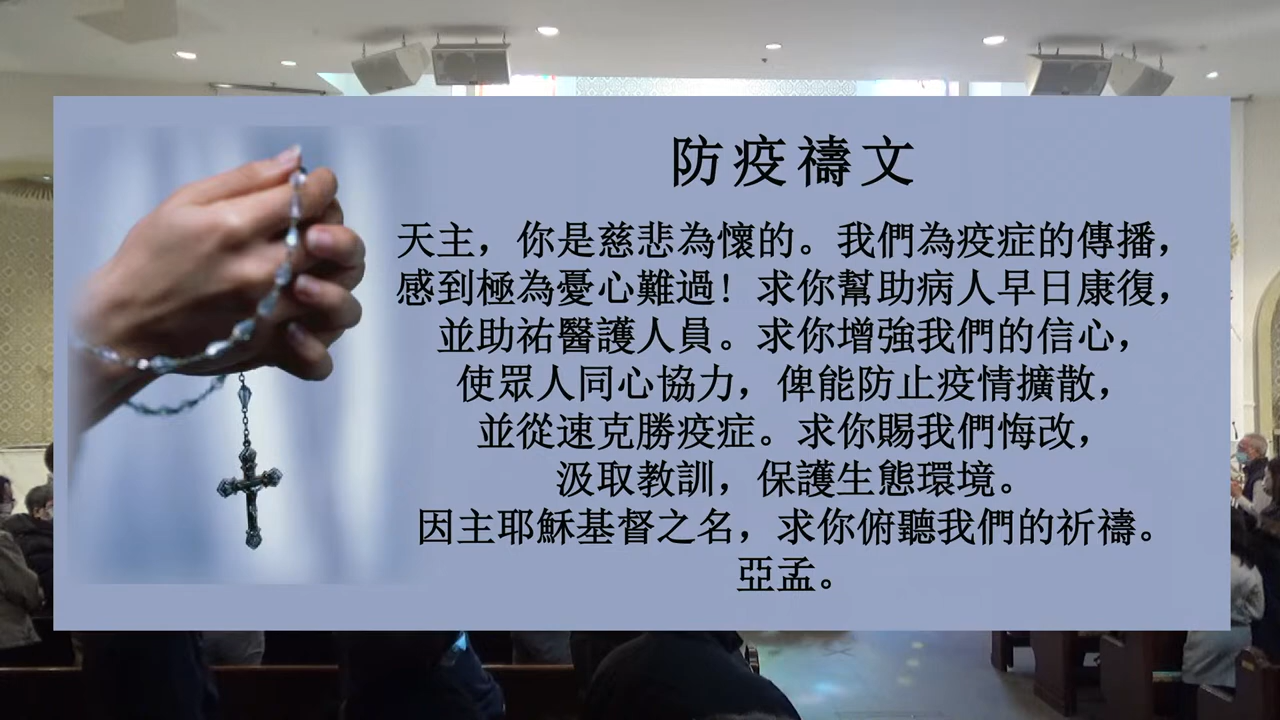 防疫禱文
天主，你是慈悲為懷的。我們為疫症的傳播，
感到極為憂心難過！求你幫助病人早日康復，
並助祐醫護人員。求你增強我們的信心，
使眾人同心協力，俾能防止疫情擴散，
並從速克勝疫症。求你賜我們悔改，
汲取教訓，保護生態環境。
因主耶穌基督之名，求你俯聽我們的祈禱。
亞孟。